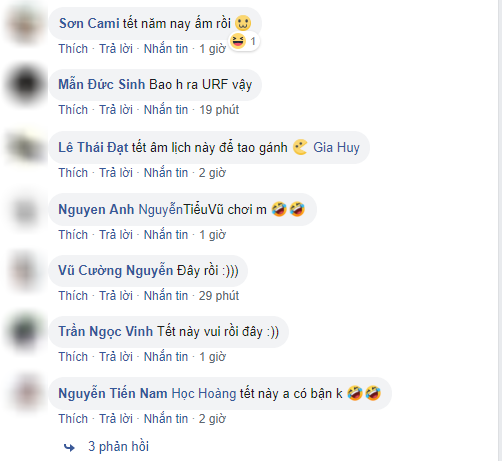 Sơn Cami tết năm nay ấm rồi
Thích · Trả lời · Nhắn tin · 1 giờ
1
Mẫn Đức Sinh Bao h ra URF vậy
Thích · Trả lời · Nhắn tin · 19 phút
Lê Thái Đạt tết âm lịch này để tao gánh Gia Huy
Thích · Trả lời · Nhắn tin · 2 giờ
Nguyen Anh NguyễnTiểuVũ chơi m 🤣🤣
Thích · Trả lời · Nhắn tin · 1 giờ
Vũ Cường Nguyễn Đây rồi :)))
Thích · Trả lời · Nhắn tin · 29 phút
Trần Ngọc Vinh Tết này vui rồi đây :))
Thích · Trả lời · Nhắn tin · 1 giờ
Nguyễn Tiến Nam Học Hoàng tết này a có bận k 🤣🤣
Thích · Trả lời · Nhắn tin · 2 giờ
3 phản hồi